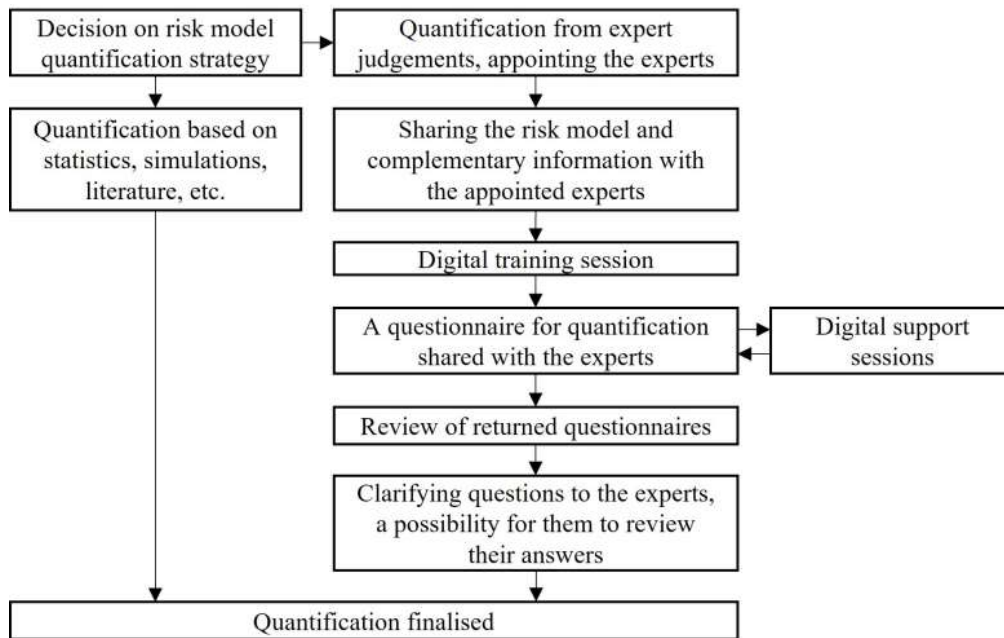 Decision on risk model
quantification strategy
Quantification from expert
judgements, appointing the experts
Quantification based on
statistics, simulations,
literature, etc.
Sharing the risk model and
complementary information with
the appointed experts
Digital training session
A questionnaire for quantification
shared with the experts
Digital support
sessions
Review of returned questionnaires
Clarifying questions to the experts,
a possibility for them to review
their answers
Quantification finalised